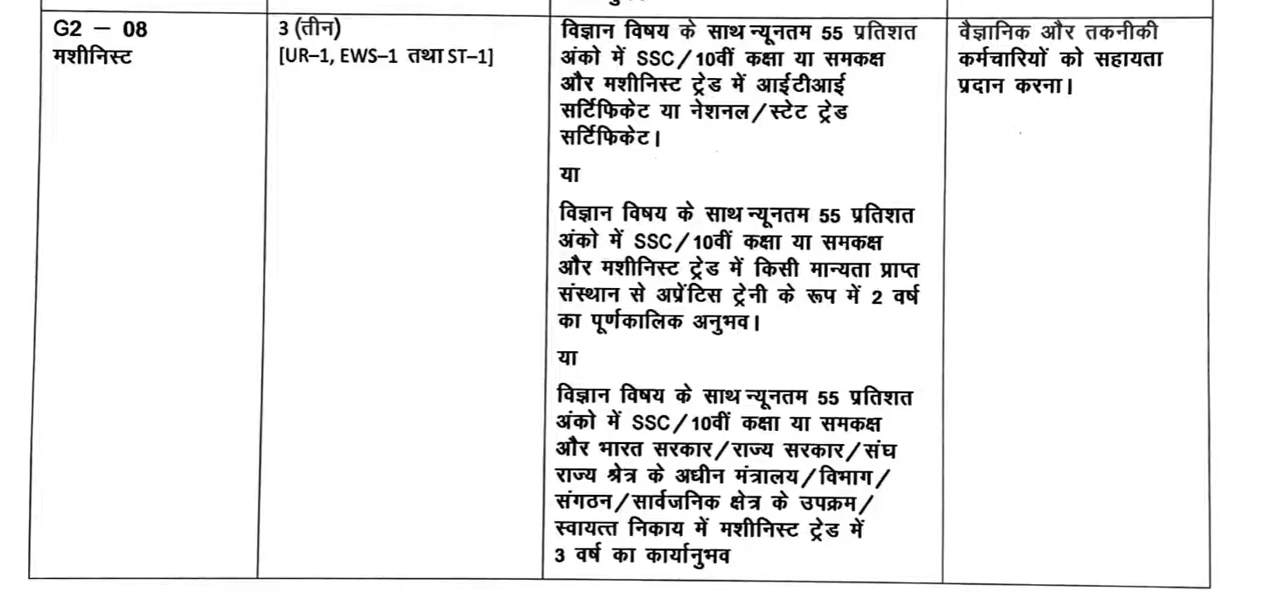 G2 – 08
मशीनिस्ट
3 (तीन)
[UR–1, EWS–1 तथा ST–1]
विज्ञान विषय के साथ न्यूनतम 55 प्रतिशत
अंको में SSC/10वीं कक्षा या समकक्ष
और मशीनिस्ट ट्रेड में आईटीआई
सर्टिफिकेट या नेशनल/स्टेट ट्रेड
सर्टिफिकेट।
या
विज्ञान विषय के साथ न्यूनतम 55 प्रतिशत
अंको में SSC/10वीं कक्षा या समकक्ष
और मशीनिस्ट ट्रेड में किसी मान्यता प्राप्त
संस्थान से अप्रेंटिस ट्रेनी के रूप में 2 वर्ष
का पूर्णकालिक अनुभव।
या
विज्ञान विषय के साथ न्यूनतम 55 प्रतिशत
अंको में SSC/10वीं कक्षा या समकक्ष
और भारत सरकार/राज्य सरकार/संघ
राज्य श्रेत्र के अधीन मंत्रालय/विभाग/
संगठन/सार्वजनिक क्षेत्र के उपक्रम/
स्वायत्त निकाय में मशीनिस्ट ट्रेड में
3 वर्ष का कार्यानुभव
वैज्ञानिक और तकनीकी
कर्मचारियों को सहायता
प्रदान करना।